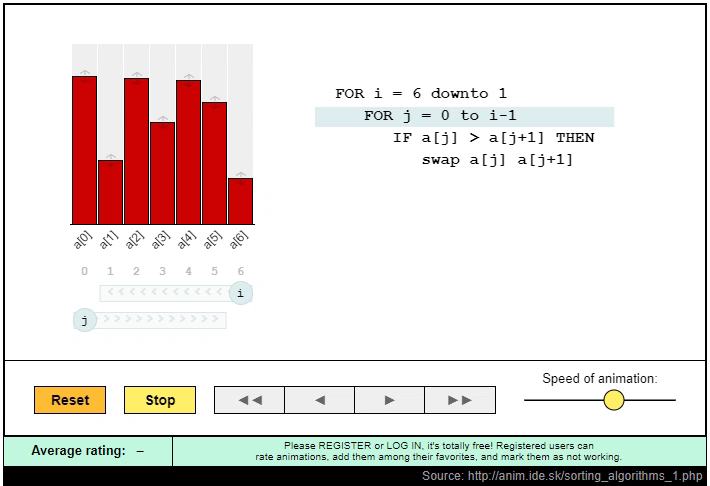 FOR i = 6 downto 1
FOR j = 0 to i-1
IF a[j] > a[j+1] THEN
swap a[j] a[j+1]
a[0] a[1] a[2] a[3] a[4] a[5] a[6]
0 1 2 3 4 5 6
i
j
Reset Stop
Speed of animation:
Average rating: –
Please REGISTER or LOG IN, it's totally free! Registered users can
rate animations, add them among their favorites, and mark them as not working.
Source: http://anim.ide.sk/sorting_algorithms_1.php